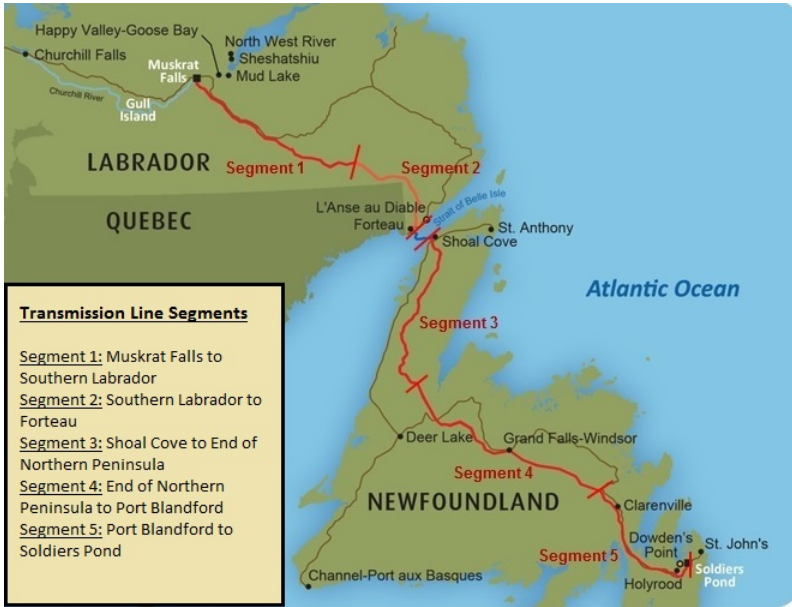 Happy Valley-Goose Bay
Churchill Falls
North West River
Sheshatshiu
Mud Lake
Muskrat
Falls
Churchill River
Gull
Island
LABRADOR
Segment 1
Segment 2
QUEBEC
L'Anse au Diable
Forteau
Strait of Belle Isle
St. Anthony
Shoal Cove
Atlantic Ocean
Segment 3
Transmission Line Segments
Segment 1: Muskrat Falls to
Southern Labrador
Segment 2: Southern Labrador to
Forteau
Segment 3: Shoal Cove to End of
Northern Peninsula
Segment 4: End of Northern
Peninsula to Port Blandford
Segment 5: Port Blandford to
Soldiers Pond
Deer Lake
Grand Falls-Windsor
Segment 4
NEWFOUNDLAND
Clarenville
Dowden's
Point
St. John's
Segment 5
Soldiers
Pond
Holyrood
Channel-Port aux Basques